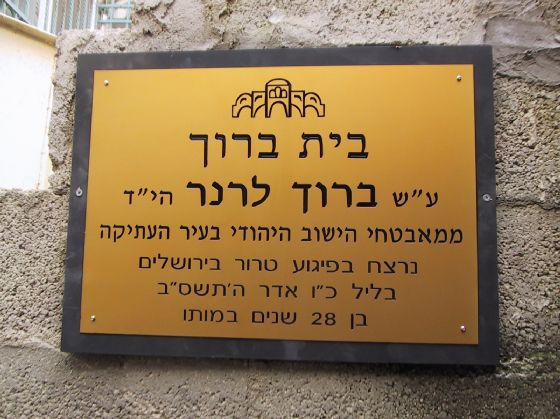 בית ברוך
ע״ש ברוך לרנר הי״ד
ממאבטחי הישוב היהודי בעיר העתיקה
נרצח בפיגוע טרור בירושלים
בליל כ״ו אדר ה׳תשס״ב
בן 28 שנים במותו